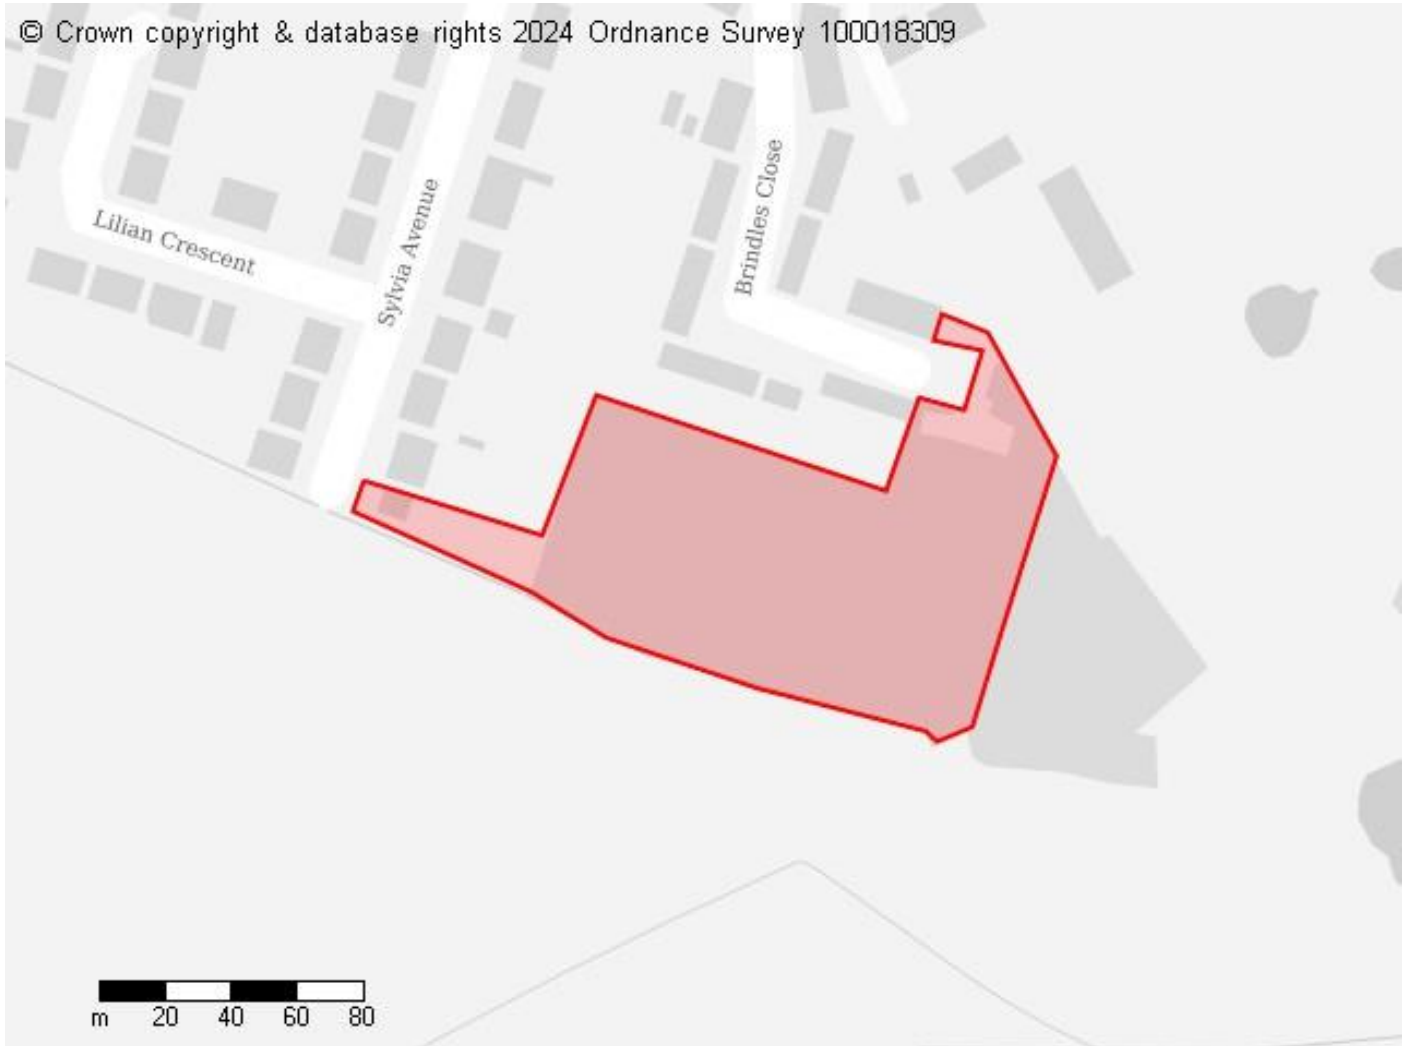 © Crown copyright & database rights 2024 Ordnance Survey 100018309
Lilian Crescent
Sylvia Avenue
Brindles Close
m 20 40 60 80